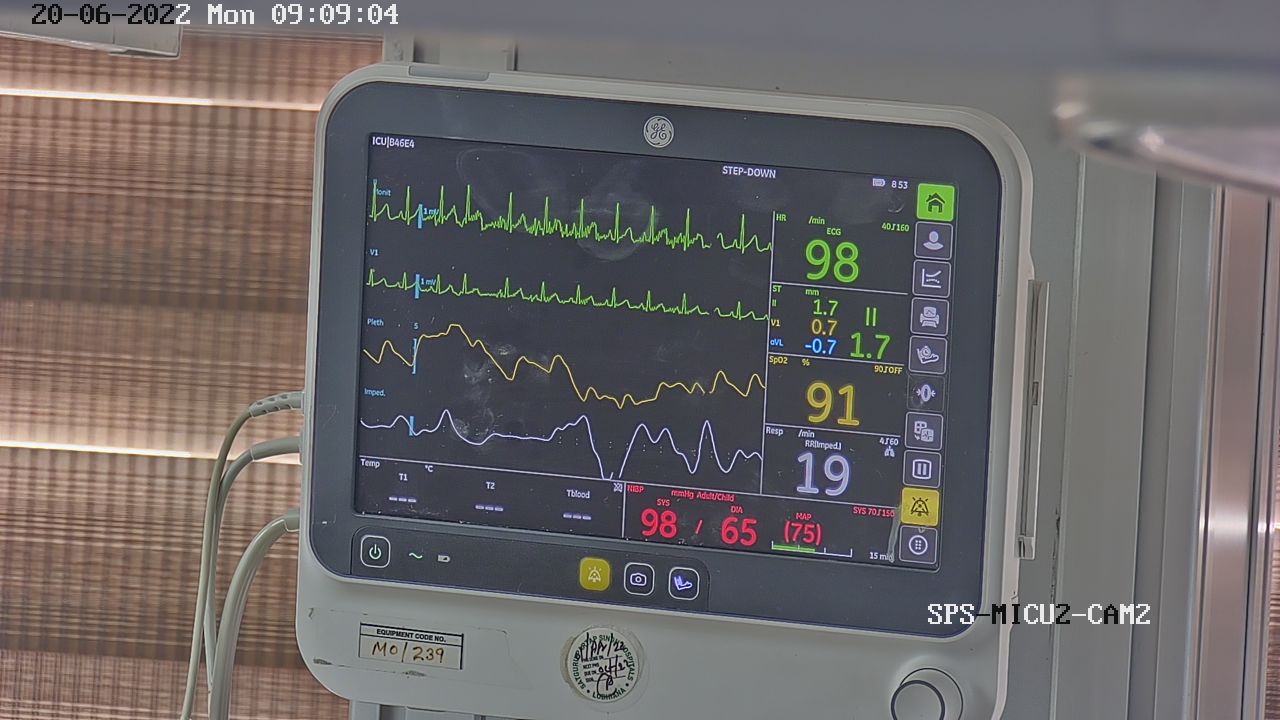 20-06-2022 Mon 09:09:04
GE
ICU|B46E4
STEP-DOWN
8 53
Monit
1 mV
HR
/min
40 160
ECG
98
V1
1 mV
ST
mm
II 1.7
V1 0.7
aVL -0.7
II
1.7
Pleth
5
SpO2 %
90 OFF
91
Imped.
Resp
/min
4 60
RR(Imped.)
19
Temp
°C
T1
---
T2
---
Tblood
---
NIBP
mmHg Adult/Child
SYS
DIA
MAP
SYS 70 150
98 / 65 (75)
15 min
SPS-MICU2-CAM2
EQUIPMENT CODE NO.
MO/239
HOSPITALS
LUDHIANA